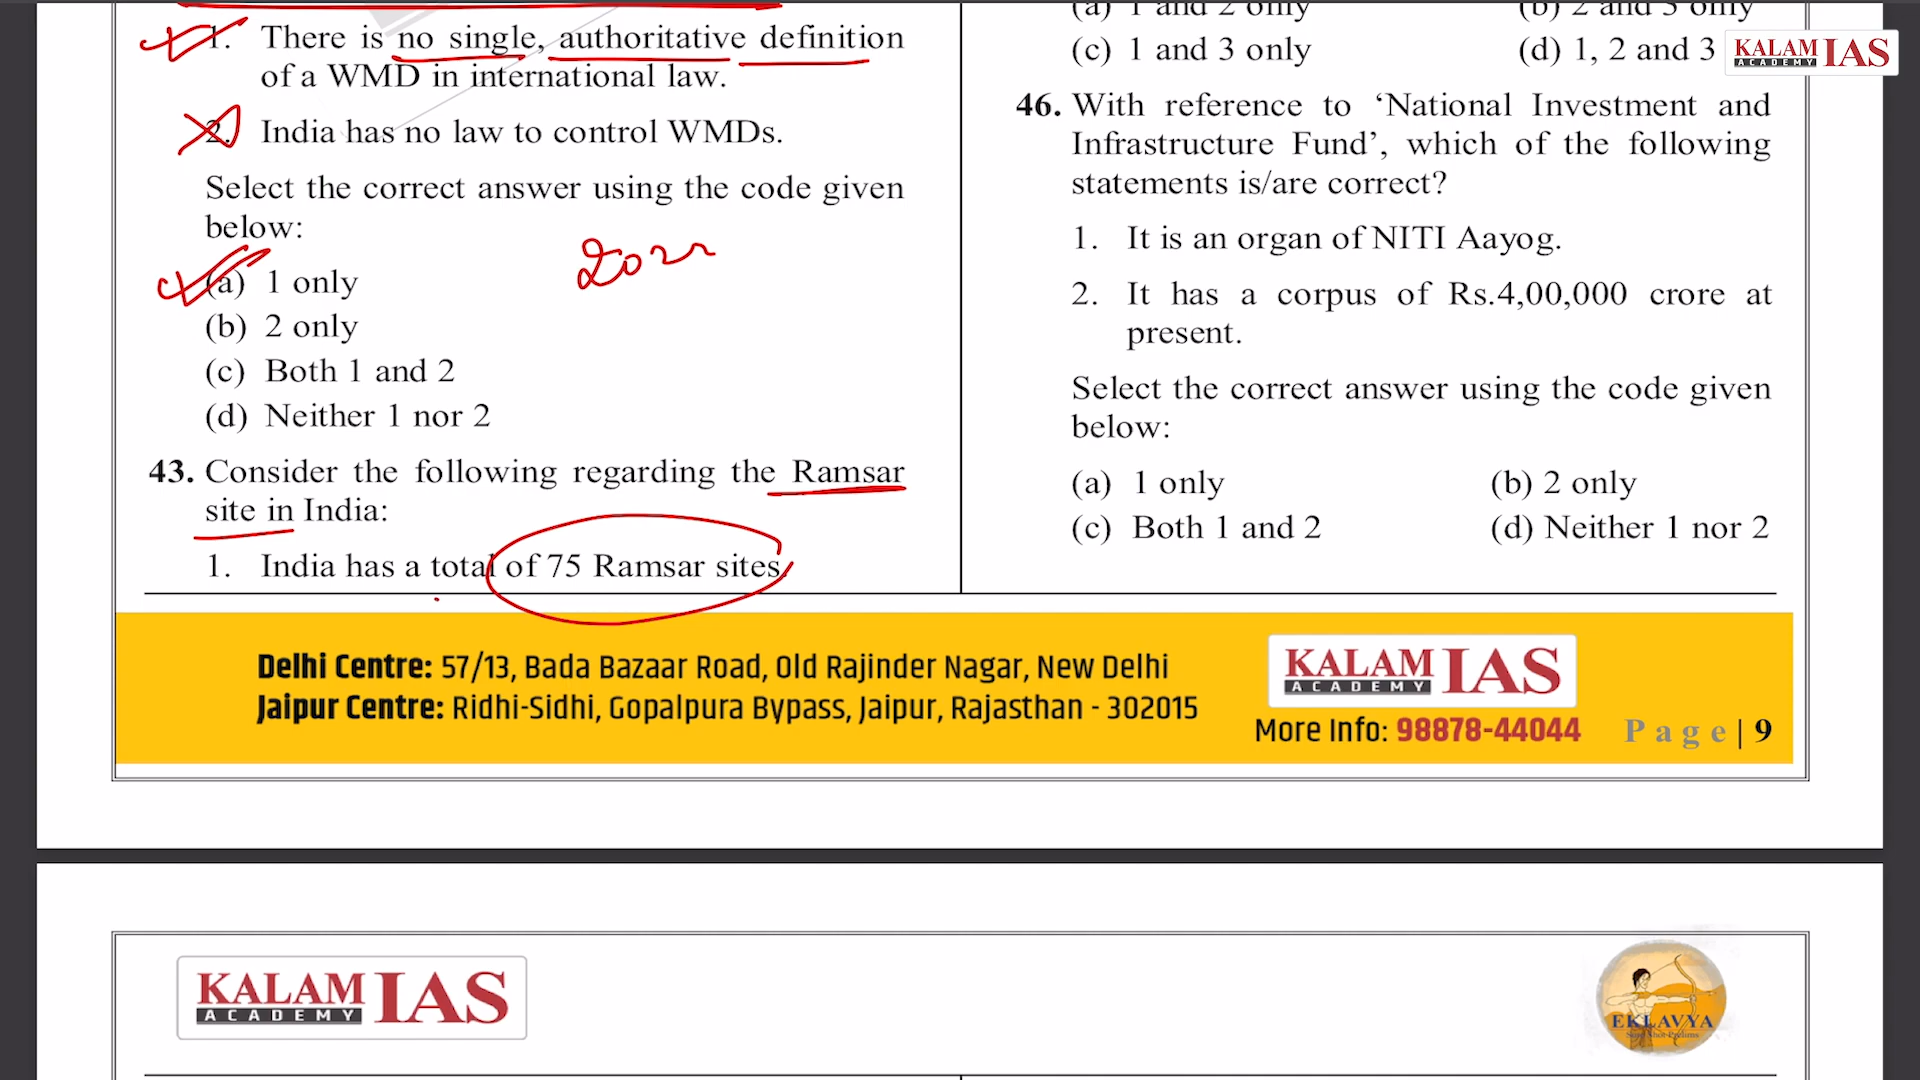 1. There is no single, authoritative definition
of a WMD in international law.
2. India has no law to control WMDs.
Select the correct answer using the code given
below:
(a) 1 only
(b) 2 only
(c) Both 1 and 2
(d) Neither 1 nor 2
43. Consider the following regarding the Ramsar
site in India:
1. India has a total of 75 Ramsar sites.
(a) 1 and 2 only (b) 2 and 3 only
(c) 1 and 3 only (d) 1, 2 and 3
KALAM ACADEMY IAS
46. With reference to ‘National Investment and
Infrastructure Fund’, which of the following
statements is/are correct?
1. It is an organ of NITI Aayog.
2. It has a corpus of Rs.4,00,000 crore at
present.
Select the correct answer using the code given
below:
(a) 1 only (b) 2 only
(c) Both 1 and 2 (d) Neither 1 nor 2
Delhi Centre: 57/13, Bada Bazaar Road, Old Rajinder Nagar, New Delhi
Jaipur Centre: Ridhi-Sidhi, Gopalpura Bypass, Jaipur, Rajasthan - 302015
KALAM ACADEMY IAS
More Info: 98878-44044
Page | 9
KALAM ACADEMY IAS
EKLAVYA